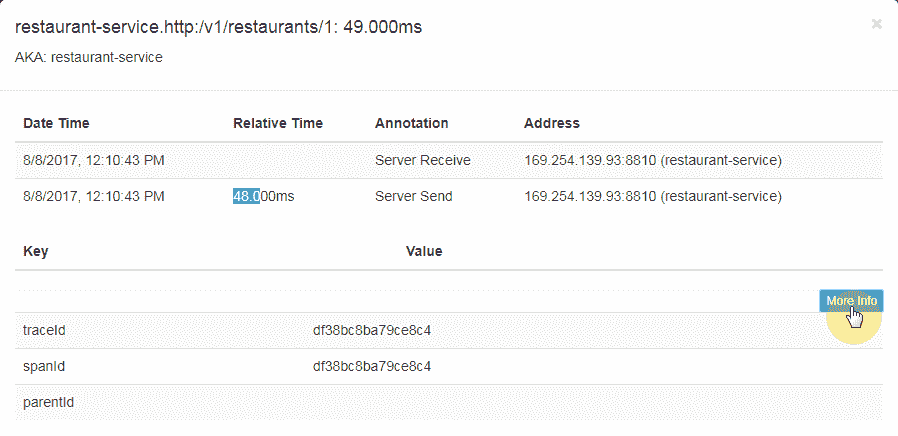 restaurant-service.http:/v1/restaurants/1: 49.000ms
×
AKA: restaurant-service
Date Time Relative Time Annotation Address
8/8/2017, 12:10:43 PM Server Receive 169.254.139.93:8810 (restaurant-service)
8/8/2017, 12:10:43 PM 48.000ms Server Send 169.254.139.93:8810 (restaurant-service)
Key Value
More Info
traceId df38bc8ba79ce8c4
spanId df38bc8ba79ce8c4
parentId